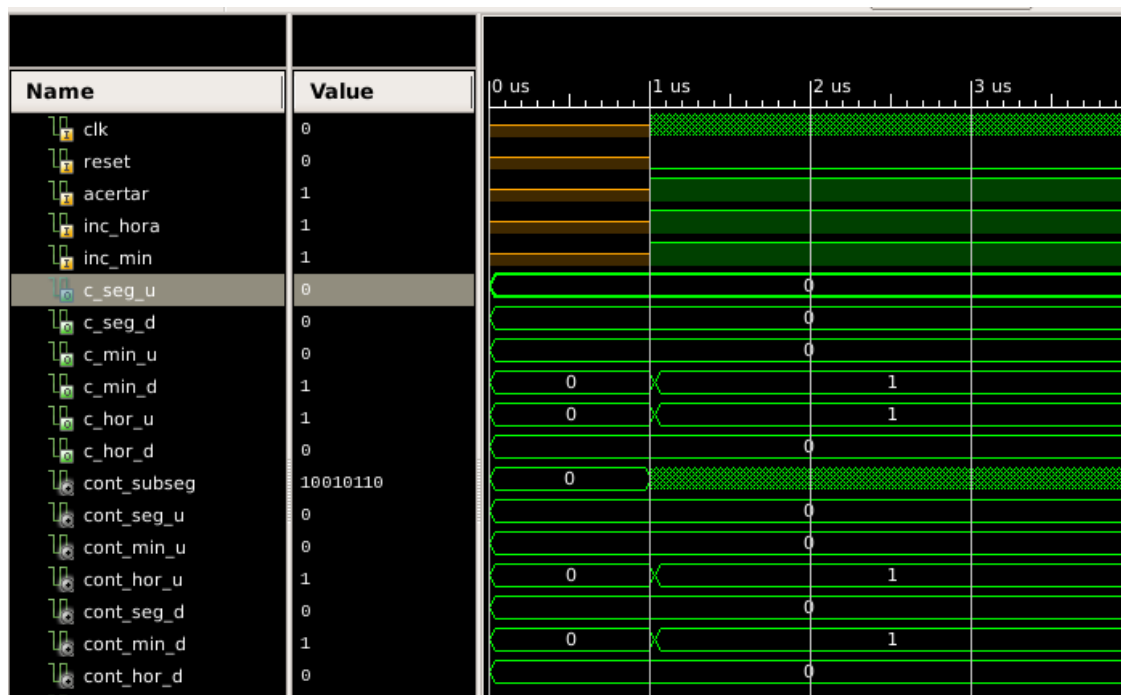 Name Value 0 us 1 us 2 us 3 us
clk 0
reset 0
acertar 1
inc_hora 1
inc_min 1
c_seg_u 0 0
c_seg_d 0 0
c_min_u 0 0
c_min_d 1 0 1
c_hor_u 1 0 1
c_hor_d 0 0
cont_subseg 10010110 0
cont_seg_u 0 0
cont_min_u 0 0
cont_hor_u 1 0 1
cont_seg_d 0 0
cont_min_d 1 0 1
cont_hor_d 0 0